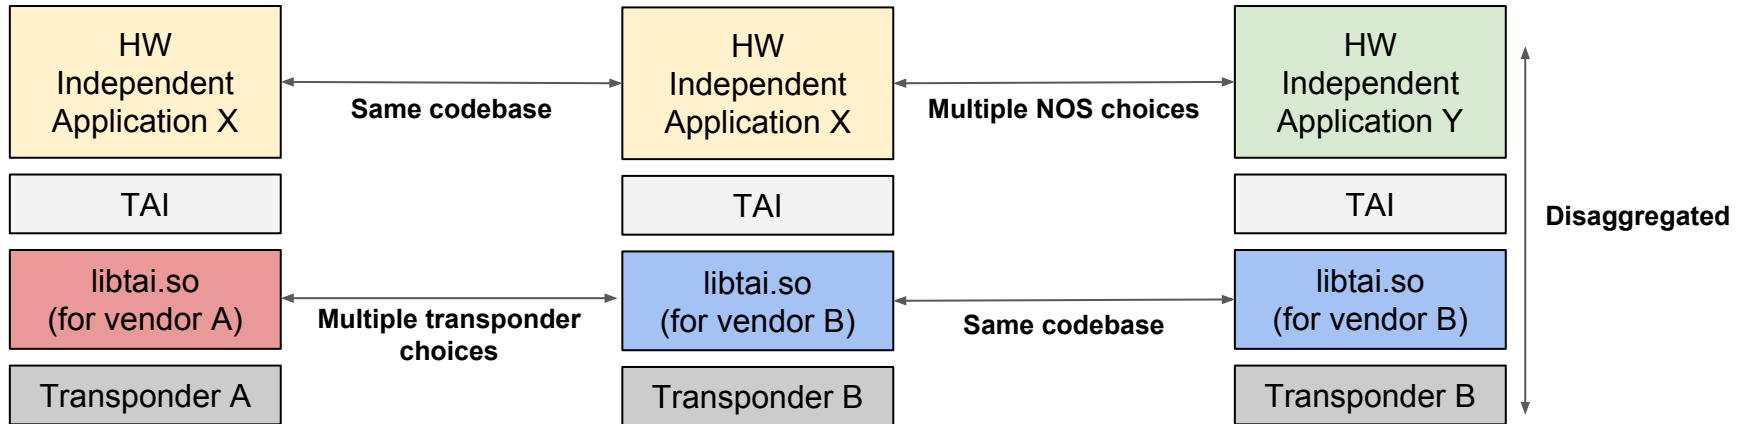 HW
Independent
Application X
Same codebase
HW
Independent
Application X
Multiple NOS choices
HW
Independent
Application Y
TAI
TAI
TAI
Disaggregated
libtai.so
(for vendor A)
Multiple transponder
choices
libtai.so
(for vendor B)
Same codebase
libtai.so
(for vendor B)
Transponder A
Transponder B
Transponder B